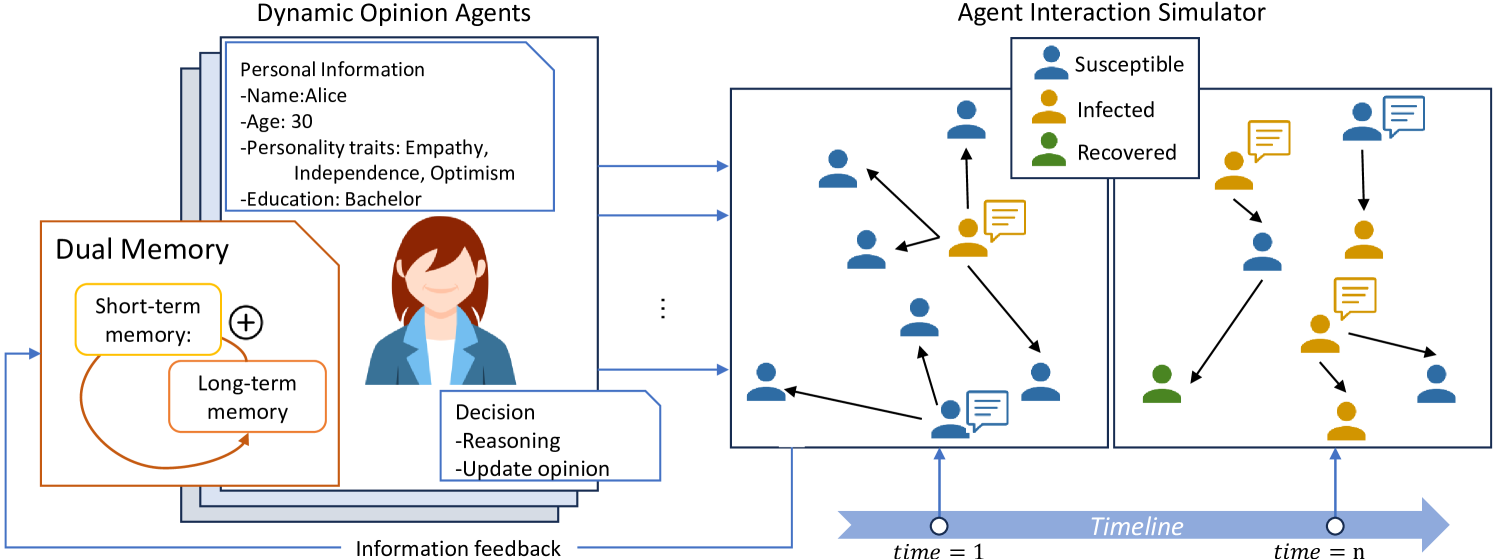 Dynamic Opinion Agents
Personal Information
-Name:Alice
-Age: 30
-Personality traits: Empathy,
Independence, Optimism
-Education: Bachelor
Dual Memory
Short-term
memory:
Long-term
memory
Decision
-Reasoning
-Update opinion
Information feedback
Agent Interaction Simulator
Susceptible
Infected
Recovered
Timeline
time = 1
time = n